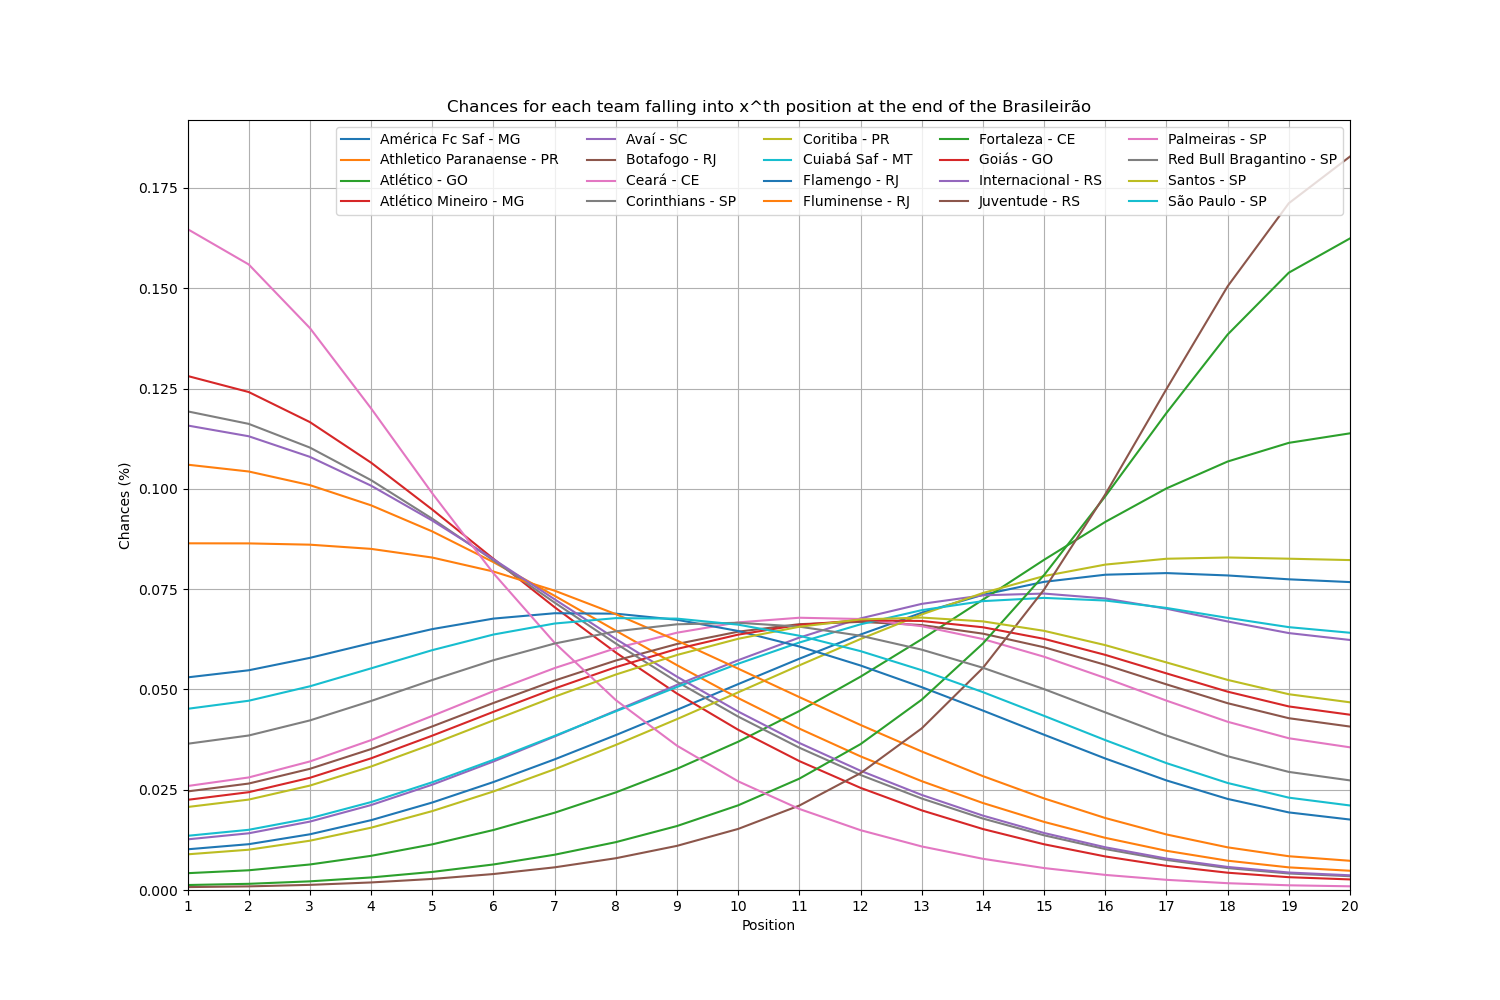 Chances for each team falling into x^th position at the end of the Brasileirão
América Fc Saf - MG
Athletico Paranaense - PR
Atlético - GO
Atlético Mineiro - MG
Avaí - SC
Botafogo - RJ
Ceará - CE
Corinthians - SP
Coritiba - PR
Cuiabá Saf - MT
Flamengo - RJ
Fluminense - RJ
Fortaleza - CE
Goiás - GO
Internacional - RS
Juventude - RS
Palmeiras - SP
Red Bull Bragantino - SP
Santos - SP
São Paulo - SP
Chances (%)
0.175
0.150
0.125
0.100
0.075
0.050
0.025
0.000
1 2 3 4 5 6 7 8 9 10 11 12 13 14 15 16 17 18 19 20
Position